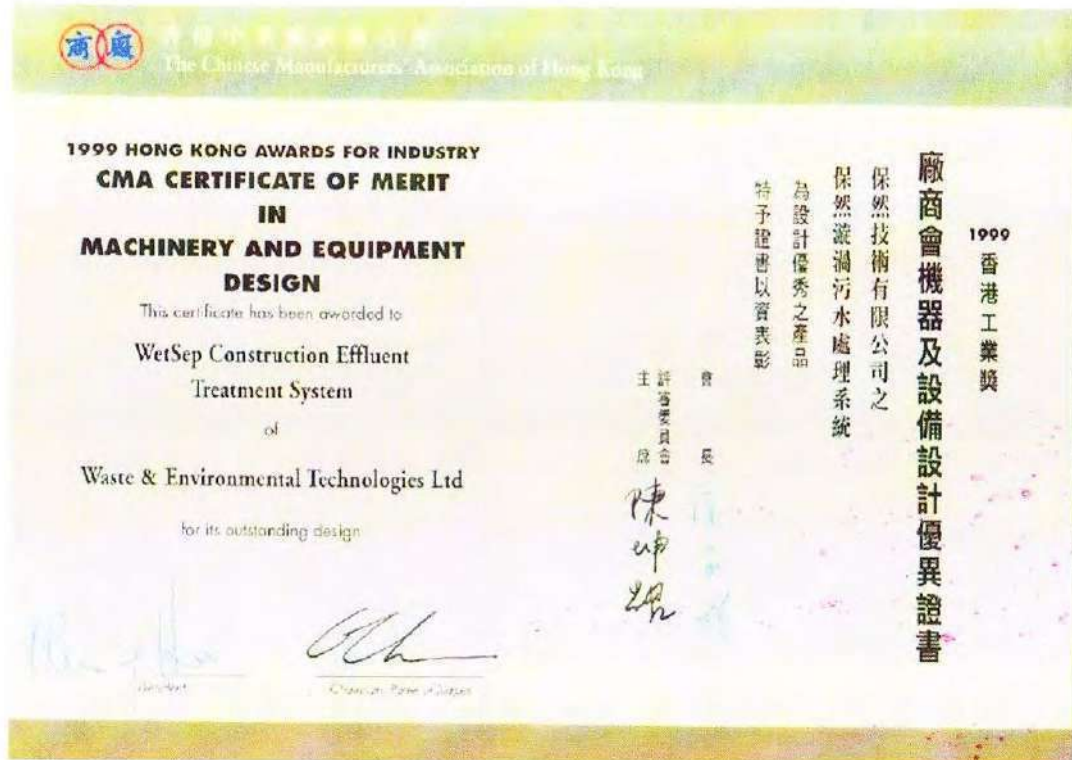 商 廠
The Chinese Manufacturers' Association of Hong Kong
1999 HONG KONG AWARDS FOR INDUSTRY
CMA CERTIFICATE OF MERIT
IN
MACHINERY AND EQUIPMENT
DESIGN
This certificate has been awarded to
WetSep Construction Effluent
Treatment System
of
Waste & Environmental Technologies Ltd
for its outstanding design
President
1999 香港工業獎
廠商會機器及設備設計優異證書
保然技術有限公司之
保然漩渦污水處理系統
為設計優秀之產品
特予證書以資表彰
會長
評審委員會
主席
陳坤耀